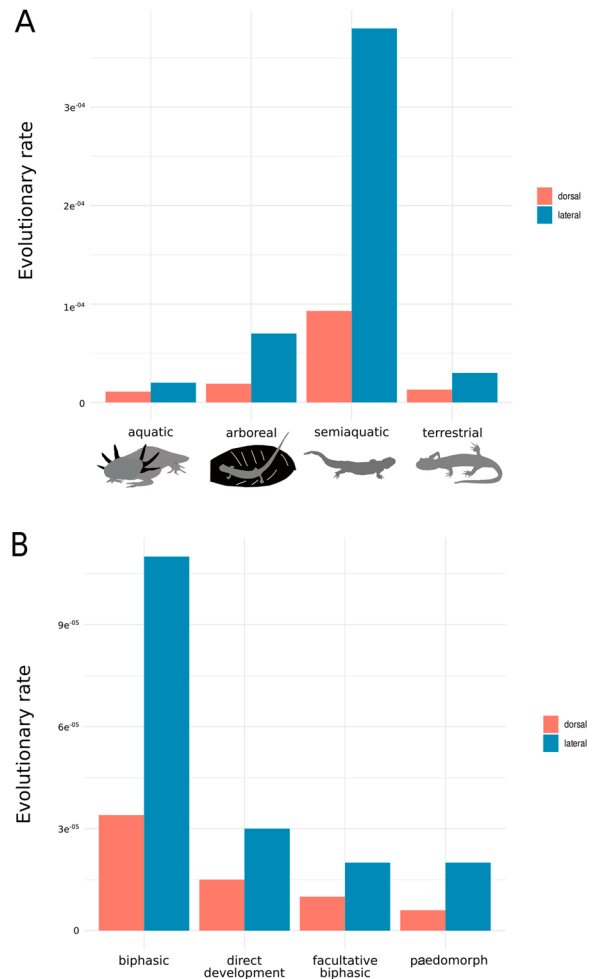 A
Evolutionary rate
3e-04
2e-04
1e-04
0
dorsal
lateral
aquatic arboreal semiaquatic terrestrial
B
Evolutionary rate
9e-05
6e-05
3e-05
0
dorsal
lateral
biphasic direct facultative paedomorph
development biphasic